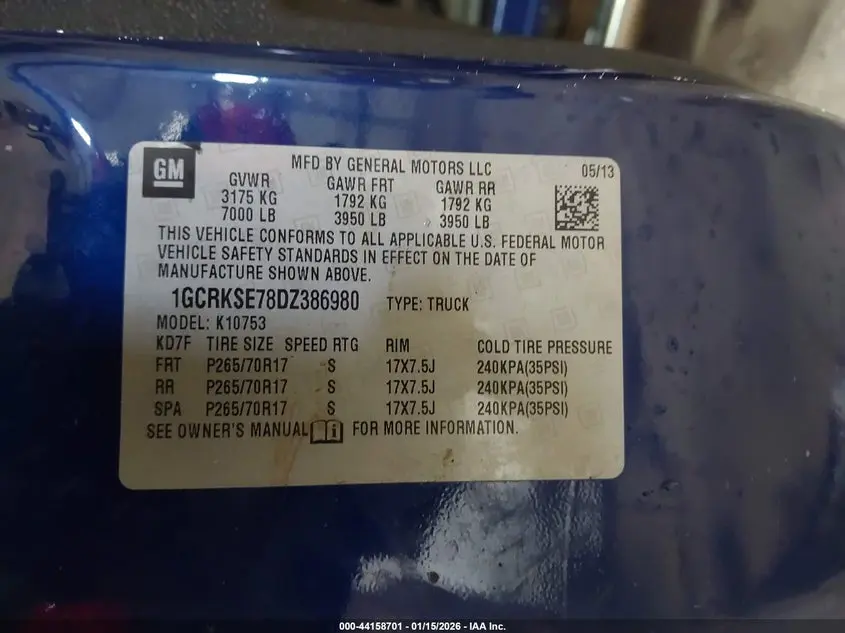 GM
MFD BY GENERAL MOTORS LLC 05/13
GVWR GAWR FRT GAWR RR
3175 KG 1792 KG 1792 KG
7000 LB 3950 LB 3950 LB
THIS VEHICLE CONFORMS TO ALL APPLICABLE U.S. FEDERAL MOTOR
VEHICLE SAFETY STANDARDS IN EFFECT ON THE DATE OF
MANUFACTURE SHOWN ABOVE.
1GCRKSE78DZ386980 TYPE: TRUCK
MODEL: K10753
KD7F TIRE SIZE SPEED RTG RIM COLD TIRE PRESSURE
FRT P265/70R17 S 17X7.5J 240KPA(35PSI)
RR P265/70R17 S 17X7.5J 240KPA(35PSI)
SPA P265/70R17 S 17X7.5J 240KPA(35PSI)
SEE OWNER'S MANUAL i FOR MORE INFORMATION.
000-44158701 - 01/15/2026 - IAA Inc.